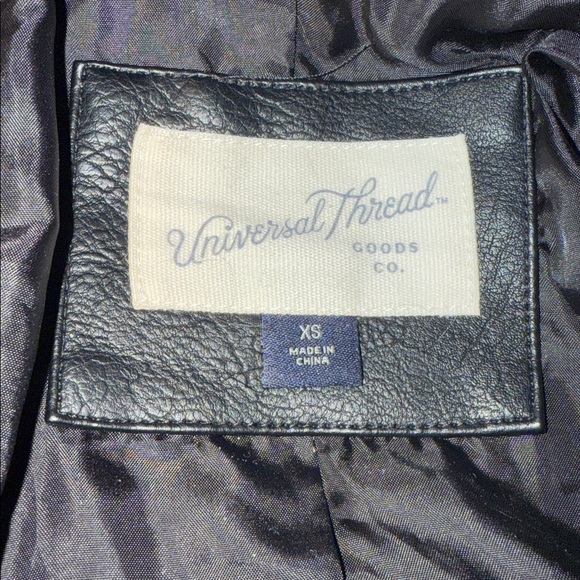 Universal Thread™
GOODS
CO.
XS
MADE IN
CHINA